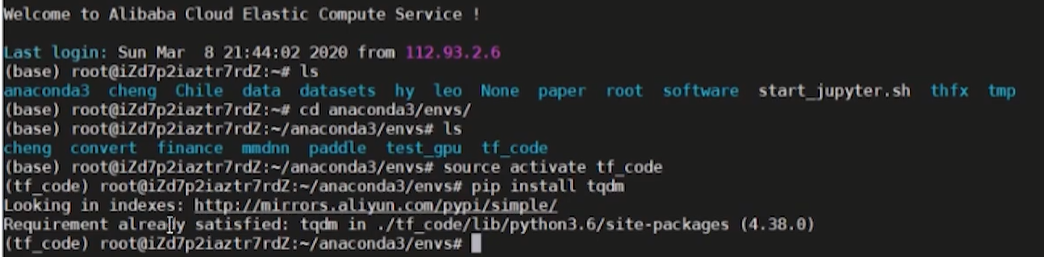 Welcome to Alibaba Cloud Elastic Compute Service !
Last login: Sun Mar  8 21:44:02 2020 from 112.93.2.6
(base) root@iZd7p2iaztr7rdZ:~# ls
anaconda3  cheng  Chile  data  datasets  hy  leo  None  paper  root  software  start_jupyter.sh  thfx  tmp
(base) root@iZd7p2iaztr7rdZ:~# cd anaconda3/envs/
(base) root@iZd7p2iaztr7rdZ:~/anaconda3/envs# ls
cheng  convert  finance  mmdnn  paddle  test_gpu  tf_code
(base) root@iZd7p2iaztr7rdZ:~/anaconda3/envs# source activate tf_code
(tf_code) root@iZd7p2iaztr7rdZ:~/anaconda3/envs# pip install tqdm
Looking in indexes: http://mirrors.aliyun.com/pypi/simple/
Requirement already satisfied: tqdm in ./tf_code/lib/python3.6/site-packages (4.38.0)
(tf_code) root@iZd7p2iaztr7rdZ:~/anaconda3/envs#